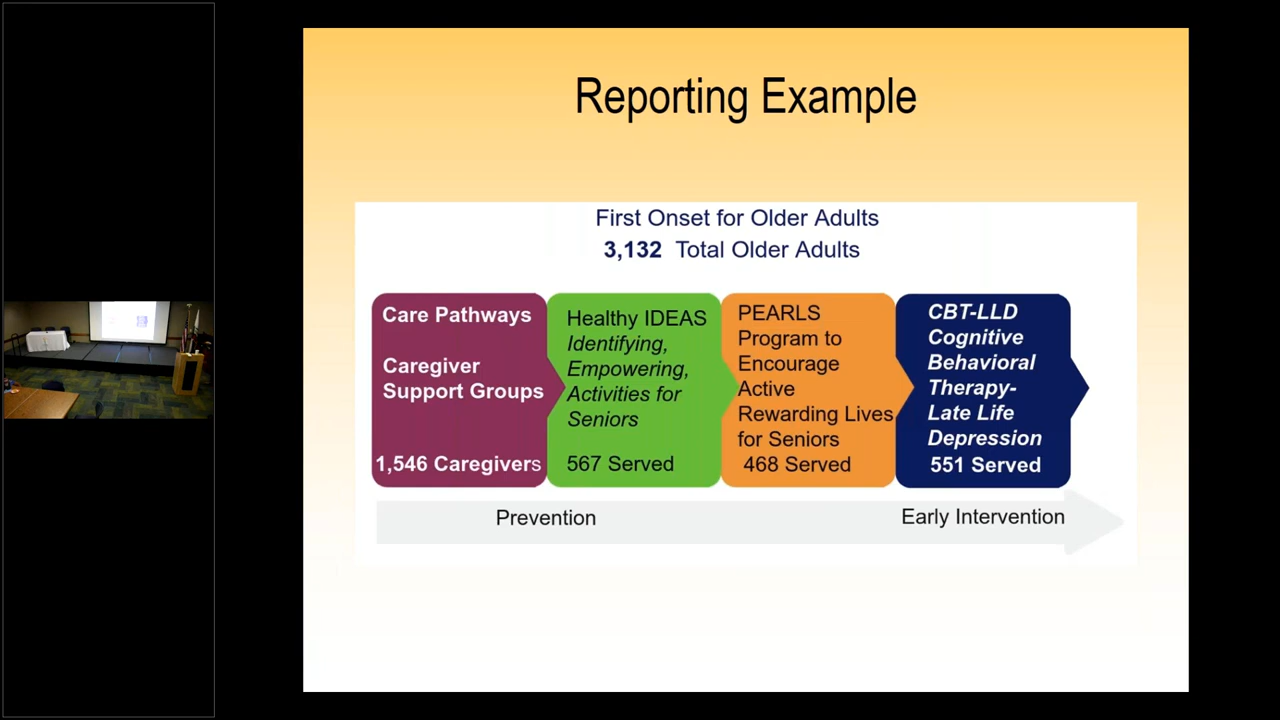 Reporting Example
First Onset for Older Adults
3,132 Total Older Adults
Care Pathways
Caregiver
Support Groups
1,546 Caregivers
Healthy IDEAS
Identifying,
Empowering,
Activities for
Seniors
567 Served
PEARLS
Program to
Encourage
Active
Rewarding Lives
for Seniors
468 Served
CBT-LLD
Cognitive
Behavioral
Therapy-
Late Life
Depression
551 Served
Prevention
Early Intervention